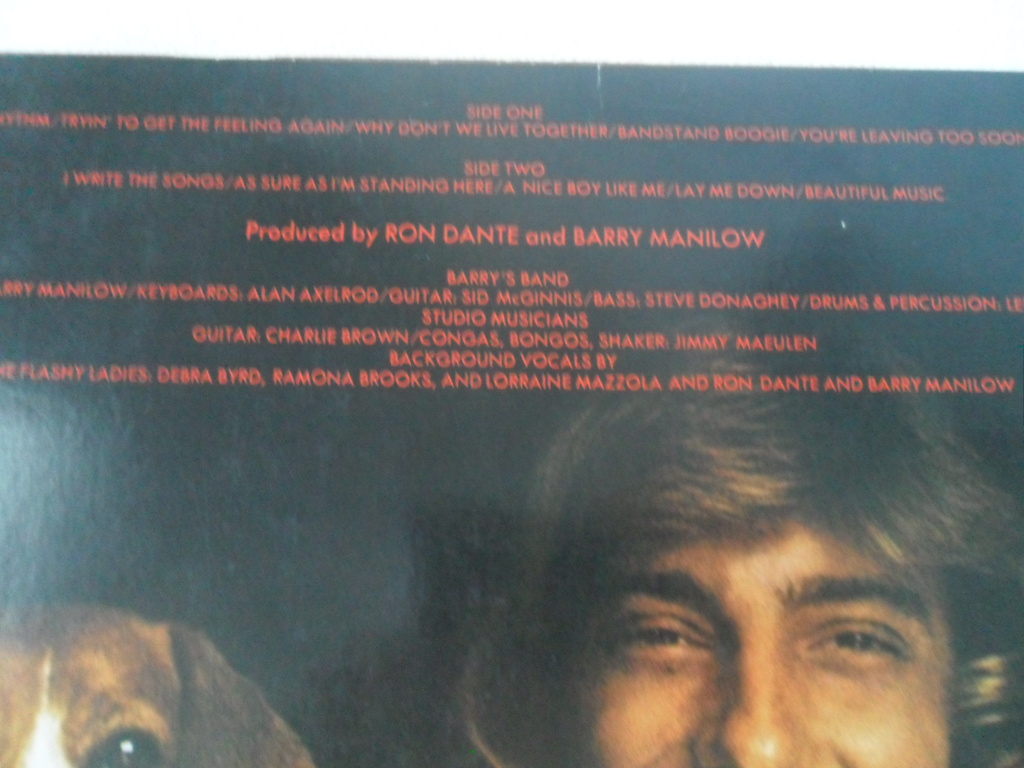 SIDE ONE
TRYIN' TO GET THE FEELING AGAIN/WHY DON'T WE LIVE TOGETHER/BANDSTAND BOOGIE/YOU'RE LEAVING TOO SOON
SIDE TWO
I WRITE THE SONGS/AS SURE AS I'M STANDING HERE/A NICE BOY LIKE ME/LAY ME DOWN/BEAUTIFUL MUSIC
Produced by RON DANTE and BARRY MANILOW
BARRY'S BAND
MANILOW/KEYBOARDS: ALAN AXELROD/GUITAR: SID McGINNIS/BASS: STEVE DONAGHEY/DRUMS & PERCUSSION:
STUDIO MUSICIANS
GUITAR: CHARLIE BROWN/CONGAS, BONGOS, SHAKER: JIMMY MAEULEN
BACKGROUND VOCALS BY
FLASHY LADIES: DEBRA BYRD, RAMONA BROOKS, AND LORRAINE MAZZOLA AND RON DANTE AND BARRY MANILOW